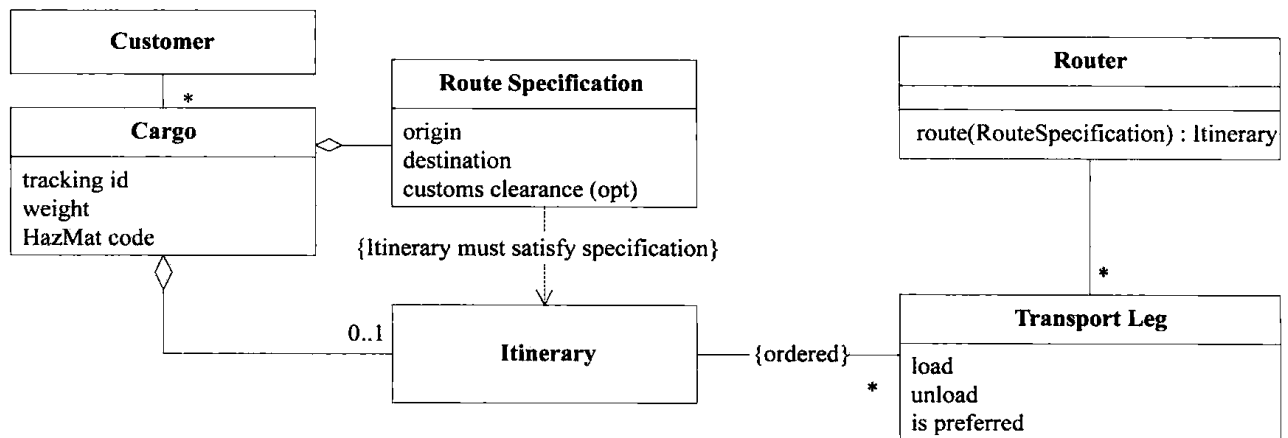 Customer
*
Cargo
tracking id
weight
HazMat code
Route Specification
origin
destination
customs clearance (opt)
{Itinerary must satisfy specification}
0..1
Itinerary
{ordered}
*
Router
route(RouteSpecification) : Itinerary
*
Transport Leg
load
unload
is preferred